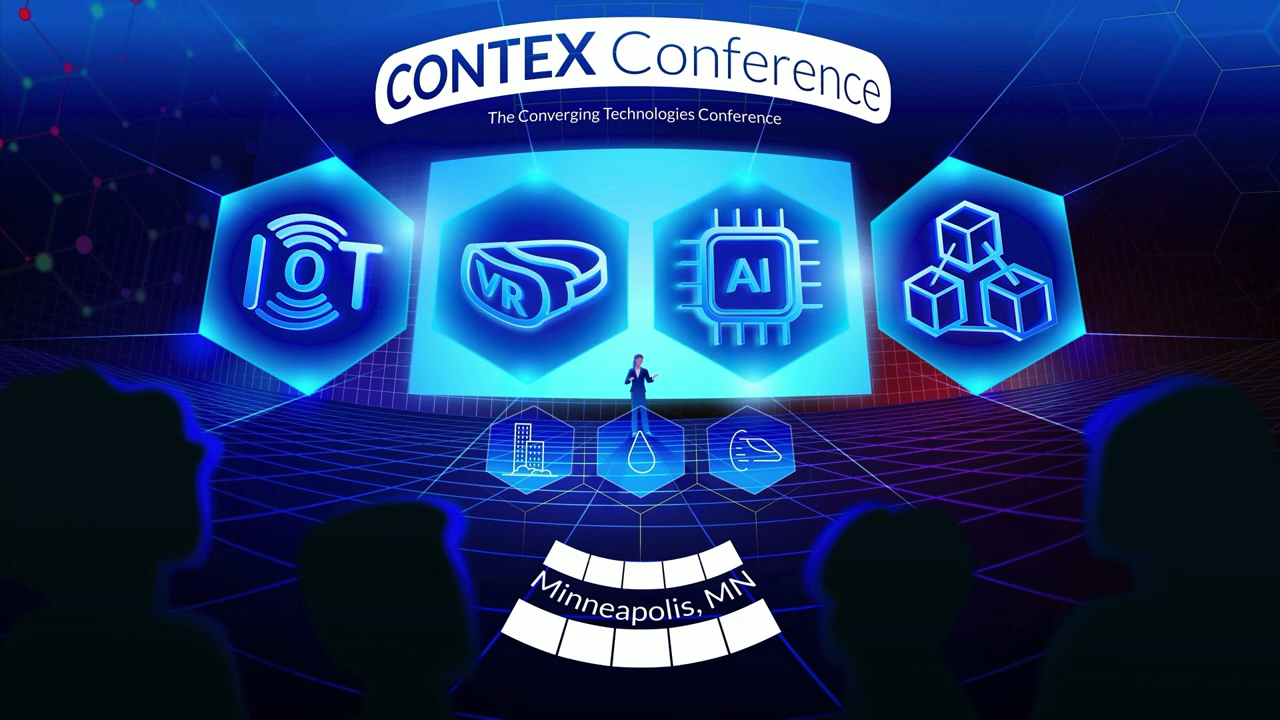 CONTEX Conference
The Converging Technologies Conference
IOT
VR
AI
Minneapolis, MN